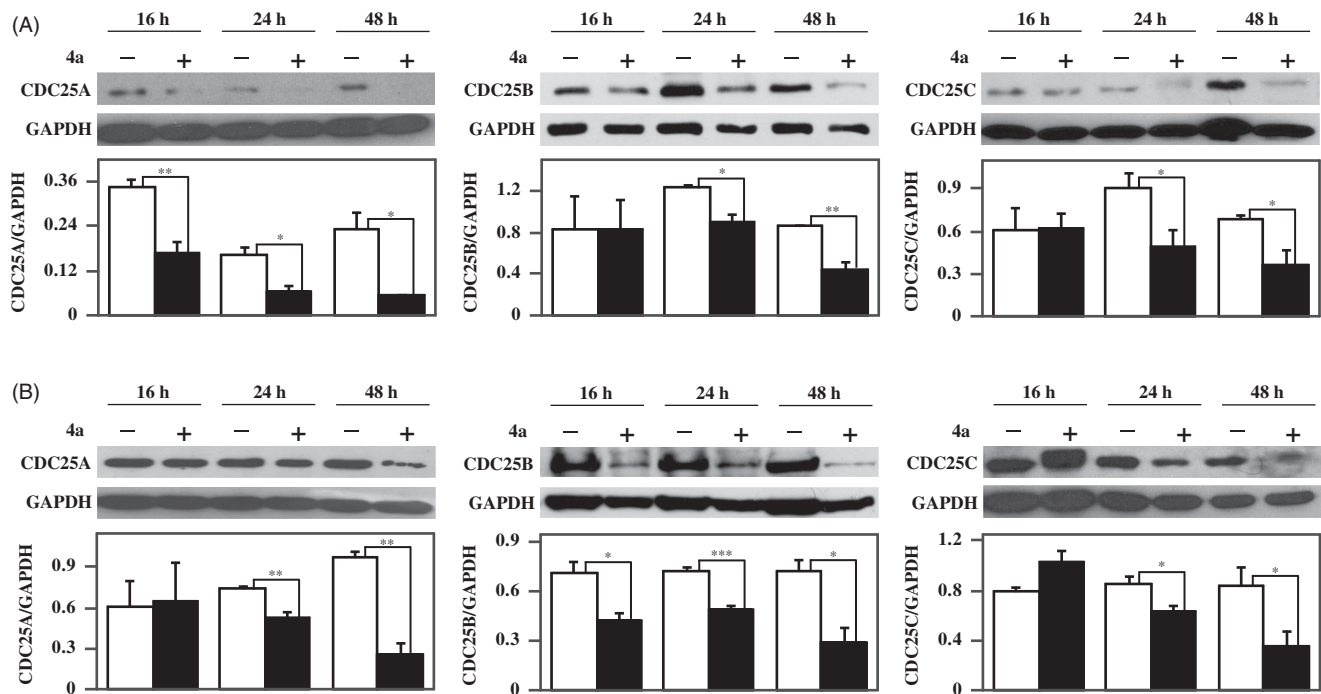 (A)
16 h 24 h 48 h
4a − + − + − +
CDC25A
GAPDH
CDC25A/GAPDH
0.36
0.24
0.12
0
** * *
16 h 24 h 48 h
4a − + − + − +
CDC25B
GAPDH
CDC25B/GAPDH
1.2
0.8
0.4
0
* **
16 h 24 h 48 h
4a − + − + − +
CDC25C
GAPDH
CDC25C/GAPDH
0.9
0.6
0.3
0
* *
(B)
16 h 24 h 48 h
4a − + − + − +
CDC25A
GAPDH
CDC25A/GAPDH
0.9
0.6
0.3
0
** **
16 h 24 h 48 h
4a − + − + − +
CDC25B
GAPDH
CDC25B/GAPDH
0.9
0.6
0.3
0
* *** *
16 h 24 h 48 h
4a − + − + − +
CDC25C
GAPDH
CDC25C/GAPDH
1.2
0.8
0.4
0
* *